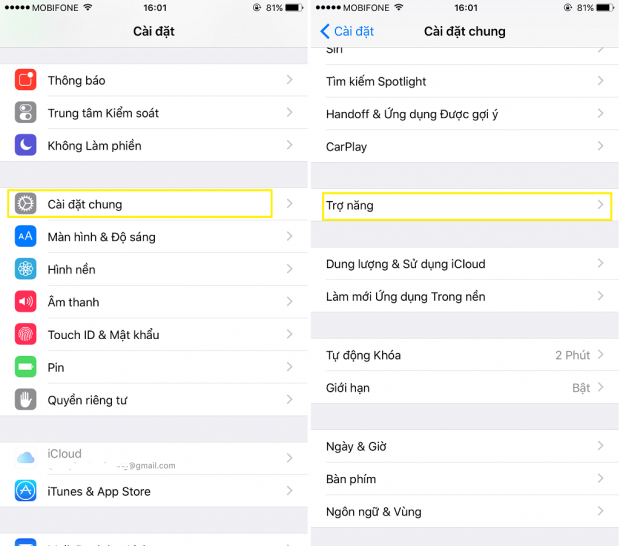 MOBIFONE 16:01 81%
Cài đặt
Thông báo
Trung tâm Kiểm soát
Không Làm phiền
Cài đặt chung
AA Màn hình & Độ sáng
Hình nền
Âm thanh
Touch ID & Mật khẩu
Pin
Quyền riêng tư
iCloud
@gmail.com
iTunes & App Store
MOBIFONE 16:01 81%
Cài đặt Cài đặt chung
Siri
Tìm kiếm Spotlight
Handoff & Ứng dụng Được gợi ý
CarPlay
Trợ năng
Dung lượng & Sử dụng iCloud
Làm mới Ứng dụng Trong nền
Tự động Khóa 2 Phút
Giới hạn Bật
Ngày & Giờ
Bàn phím
Ngôn ngữ & Vùng